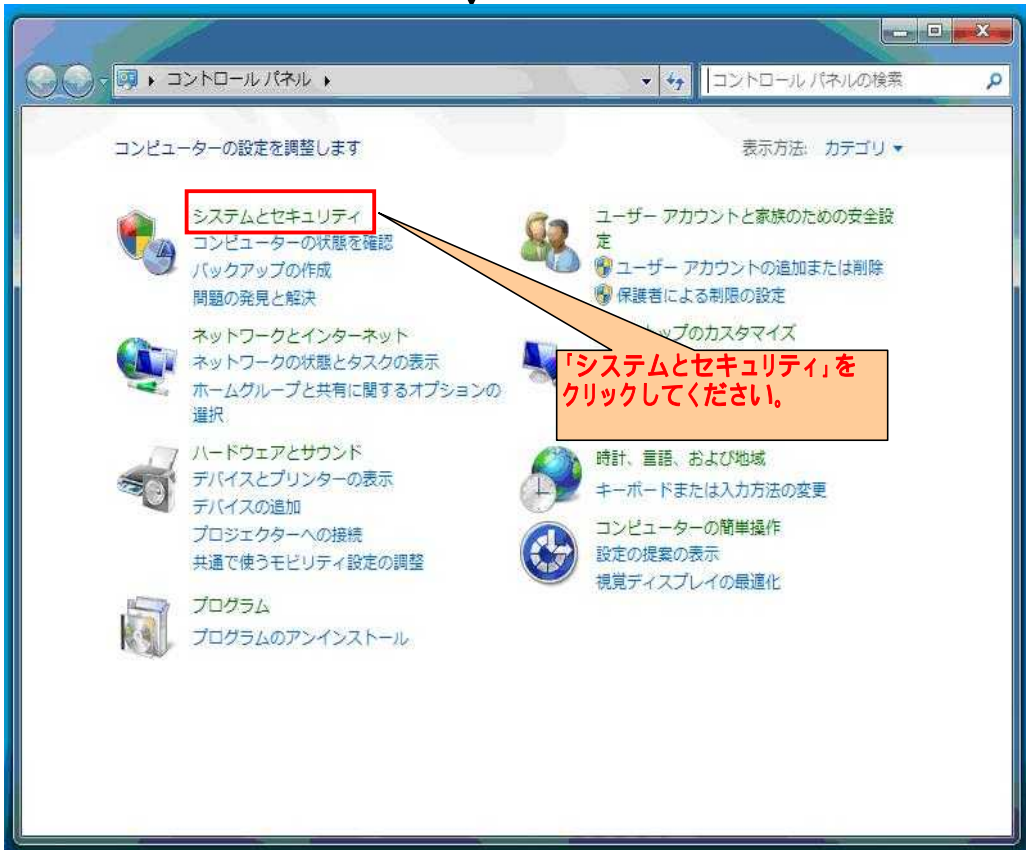 コントロール パネル
コントロール パネルの検索
コンピューターの設定を調整します
表示方法: カテゴリ
システムとセキュリティ
コンピューターの状態を確認
バックアップの作成
問題の発見と解決
ネットワークとインターネット
ネットワークの状態とタスクの表示
ホームグループと共有に関するオプションの
選択
ハードウェアとサウンド
デバイスとプリンターの表示
デバイスの追加
プロジェクターへの接続
共通で使うモビリティ設定の調整
プログラム
プログラムのアンインストール
ユーザー アカウントと家族のための安全設
定
ユーザー アカウントの追加または削除
保護者による制限の設定
ップのカスタマイズ
「システムとセキュリティ」を
クリックしてください。
時計、言語、および地域
キーボードまたは入力方法の変更
コンピューターの簡単操作
設定の提案の表示
視覚ディスプレイの最適化